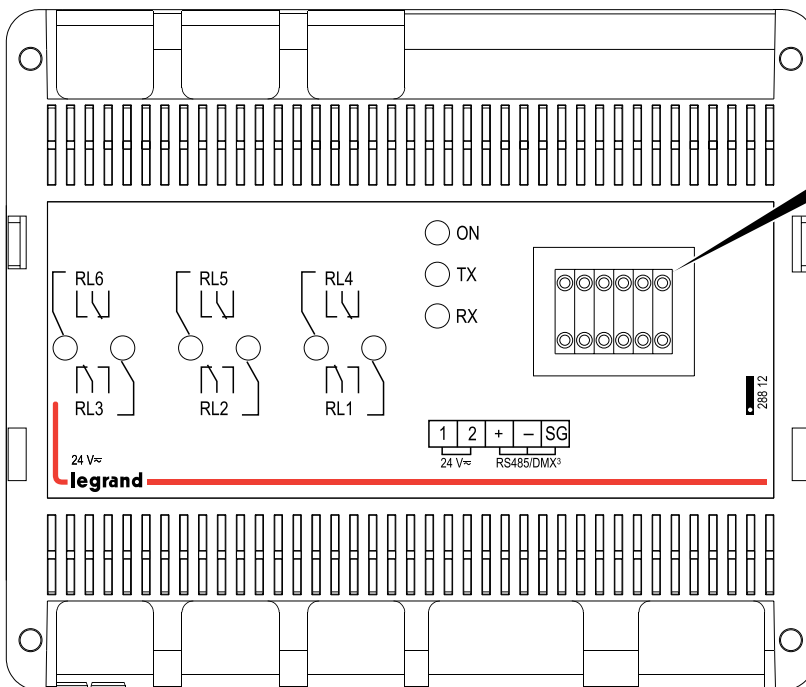 ON
TX
RX
RL6 RL5 RL4
RL3 RL2 RL1
1 2 + – SG
24 V≂ RS485/DMX³
288 12
24 V≂
legrand